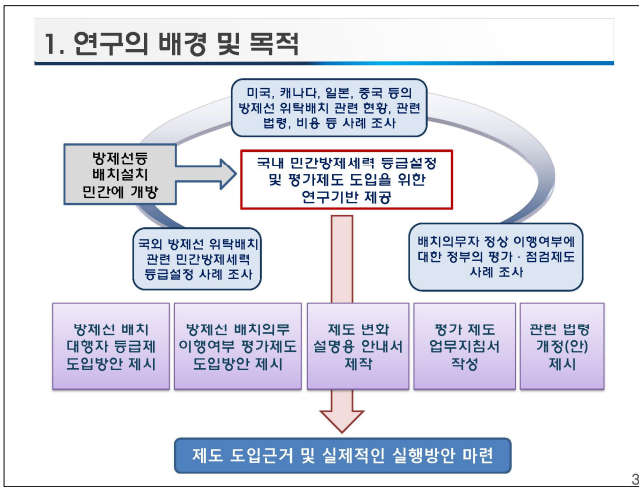 1. 연구의 배경 및 목적
미국, 캐나다, 일본, 중국 등의
방제선 위탁배치 관련 현황, 관련
법령, 비용 등 사례 조사
방제선등
배치설치
민간에 개방
국내 민간방제세력 등급설정
및 평가제도 도입을 위한
연구기반 제공
국외 방제선 위탁배치
관련 민간방제세력
등급설정 사례 조사
배치의무자 정상 이행여부에
대한 정부의 평가·점검제도
사례 조사
방제선 배치
대행자 등급제
도입방안 제시
방제선 배치의무
이행여부 평가제도
도입방안 제시
제도 변화
설명용 안내서
제작
평가 제도
업무지침서
작성
관련 법령
개정(안)
제시
제도 도입근거 및 실제적인 실행방안 마련
3